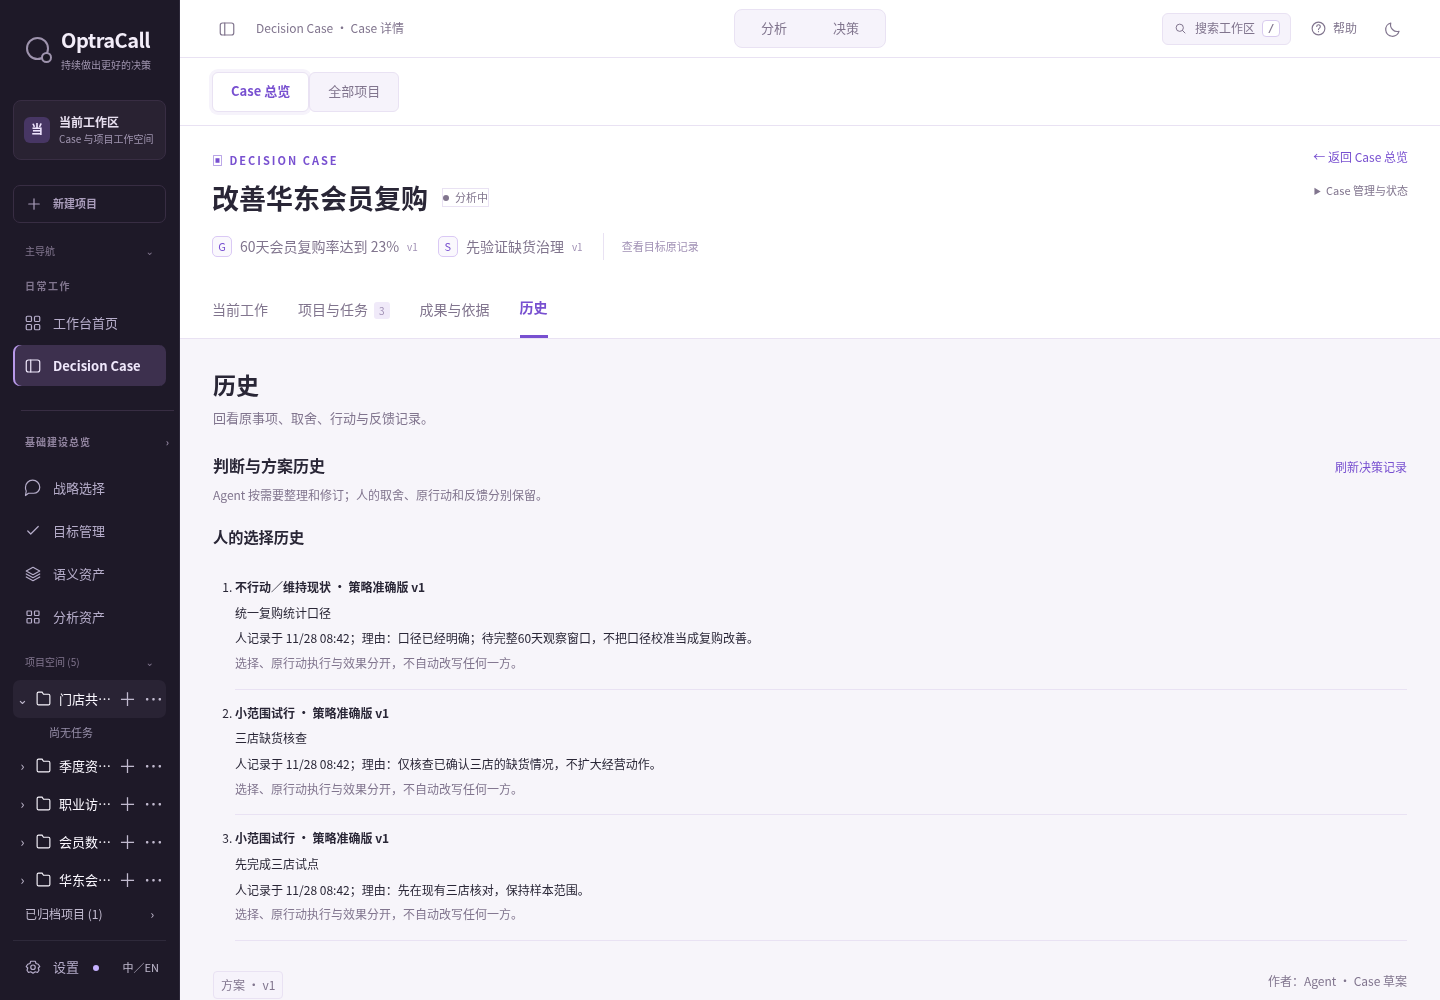 OptraCall
持续做出更好的决策
当
当前工作区
Case 与项目工作空间
新建项目
主导航
日常工作
工作台首页
Decision Case
基础建设总览
战略选择
目标管理
语义资产
分析资产
项目空间 (5)
门店共…
尚无任务
季度资…
职业访…
会员数…
华东会…
已归档项目 (1)
设置
中／EN
Decision Case · Case 详情
分析
决策
搜索工作区 /
帮助
Case 总览
全部项目
DECISION CASE
← 返回 Case 总览
改善华东会员复购
分析中
▶ Case 管理与状态
G 60天会员复购率达到 23% v1
S 先验证缺货治理 v1
查看目标原记录
当前工作
项目与任务 3
成果与依据
历史
历史
回看原事项、取舍、行动与反馈记录。
判断与方案历史
刷新决策记录
Agent 按需要整理和修订；人的取舍、原行动和反馈分别保留。
人的选择历史
1. 不行动／维持现状 · 策略准确版 v1
统一复购统计口径
人记录于 11/28 08:42；理由：口径已经明确；待完整60天观察窗口，不把口径校准当成复购改善。
选择、原行动执行与效果分开，不自动改写任何一方。
2. 小范围试行 · 策略准确版 v1
三店缺货核查
人记录于 11/28 08:42；理由：仅核查已确认三店的缺货情况，不扩大经营动作。
选择、原行动执行与效果分开，不自动改写任何一方。
3. 小范围试行 · 策略准确版 v1
先完成三店试点
人记录于 11/28 08:42；理由：先在现有三店核对，保持样本范围。
选择、原行动执行与效果分开，不自动改写任何一方。
方案 · v1
作者：Agent · Case 草案